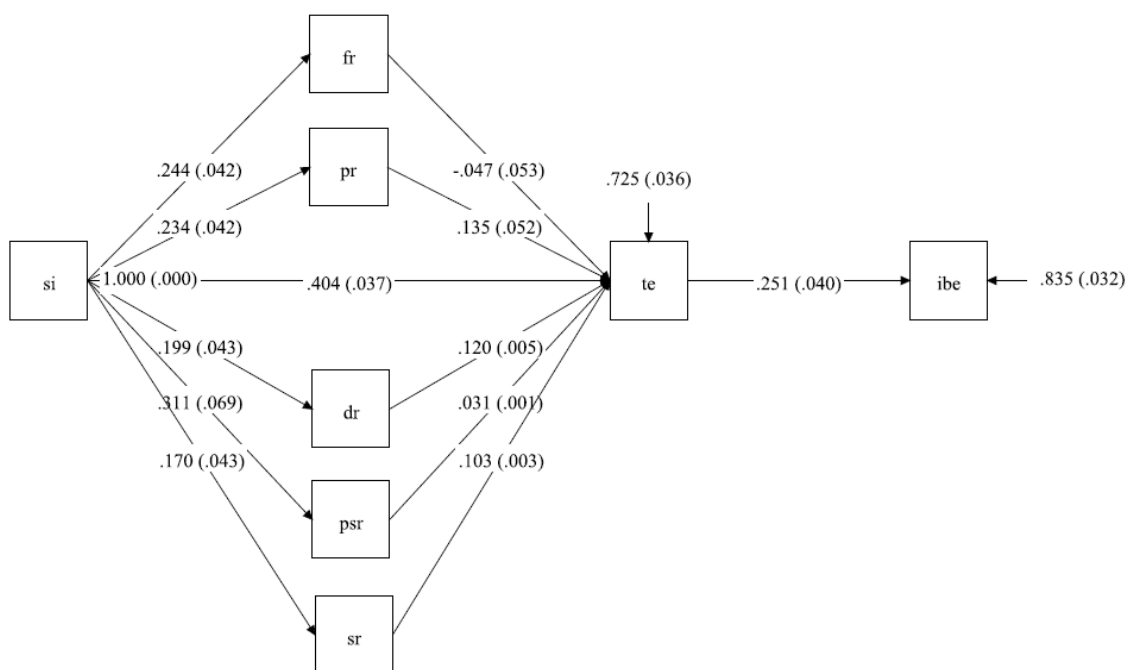 fr
.244 (.042)
-.047 (.053)
pr
.725 (.036)
.234 (.042)
.135 (.052)
si
1.000 (.000)
.404 (.037)
te
.251 (.040)
ibe
.835 (.032)
.199 (.043)
.120 (.005)
dr
.311 (.069)
.031 (.001)
.170 (.043)
.103 (.003)
psr
sr